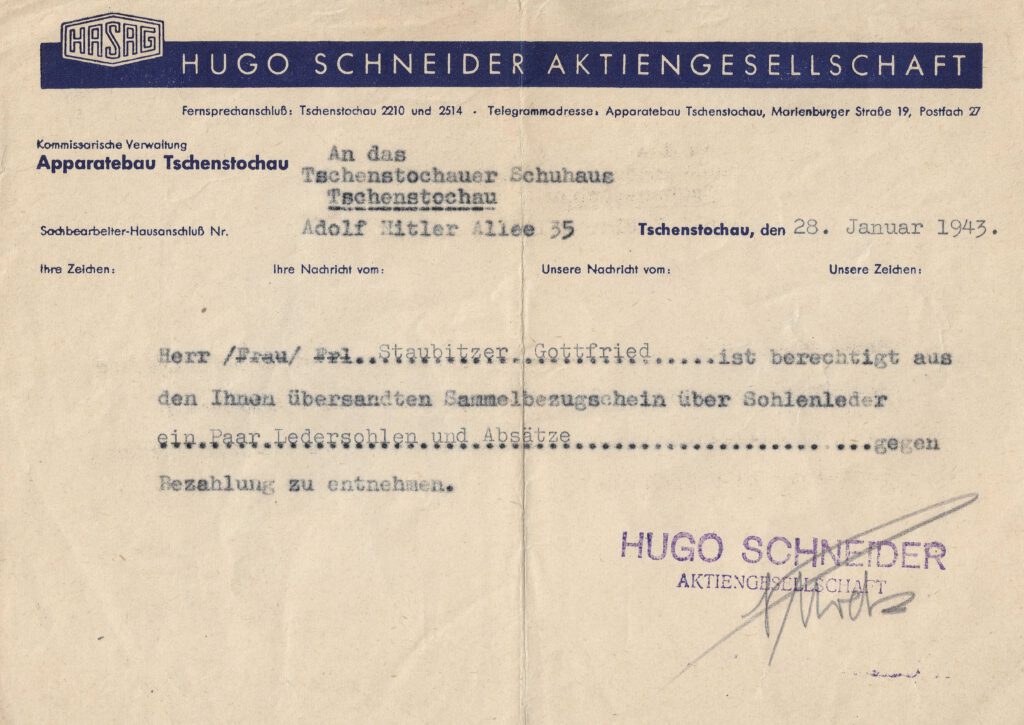 HASAG
HUGO SCHNEIDER AKTIENGESELLSCHAFT
Fernsprechanschluß: Tschenstochau 2210 und 2514 · Telegrammadresse: Apparatebau Tschenstochau, Marienburger Straße 19, Postfach 27
Kommissarische Verwaltung
Apparatebau Tschenstochau
An das
Tschenstochauer Schuhaus
Tschenstochau
Adolf Hitler Allee 35
Sachbearbeiter-Hausanschluß Nr.
Tschenstochau, den 28. Januar 1943.
Ihre Zeichen: Ihre Nachricht vom: Unsere Nachricht vom: Unsere Zeichen:
Herr /Frau/ Frl..Staubitzer..Gottfried.....ist berechtigt aus
den Ihnen übersandten Sammelbezugschein über Sohlenleder
ein.Paar.Ledersohlen.und Absätze........................gegen
Bezahlung zu entnehmen.
HUGO SCHNEIDER
AKTIENGESELLSCHAFT